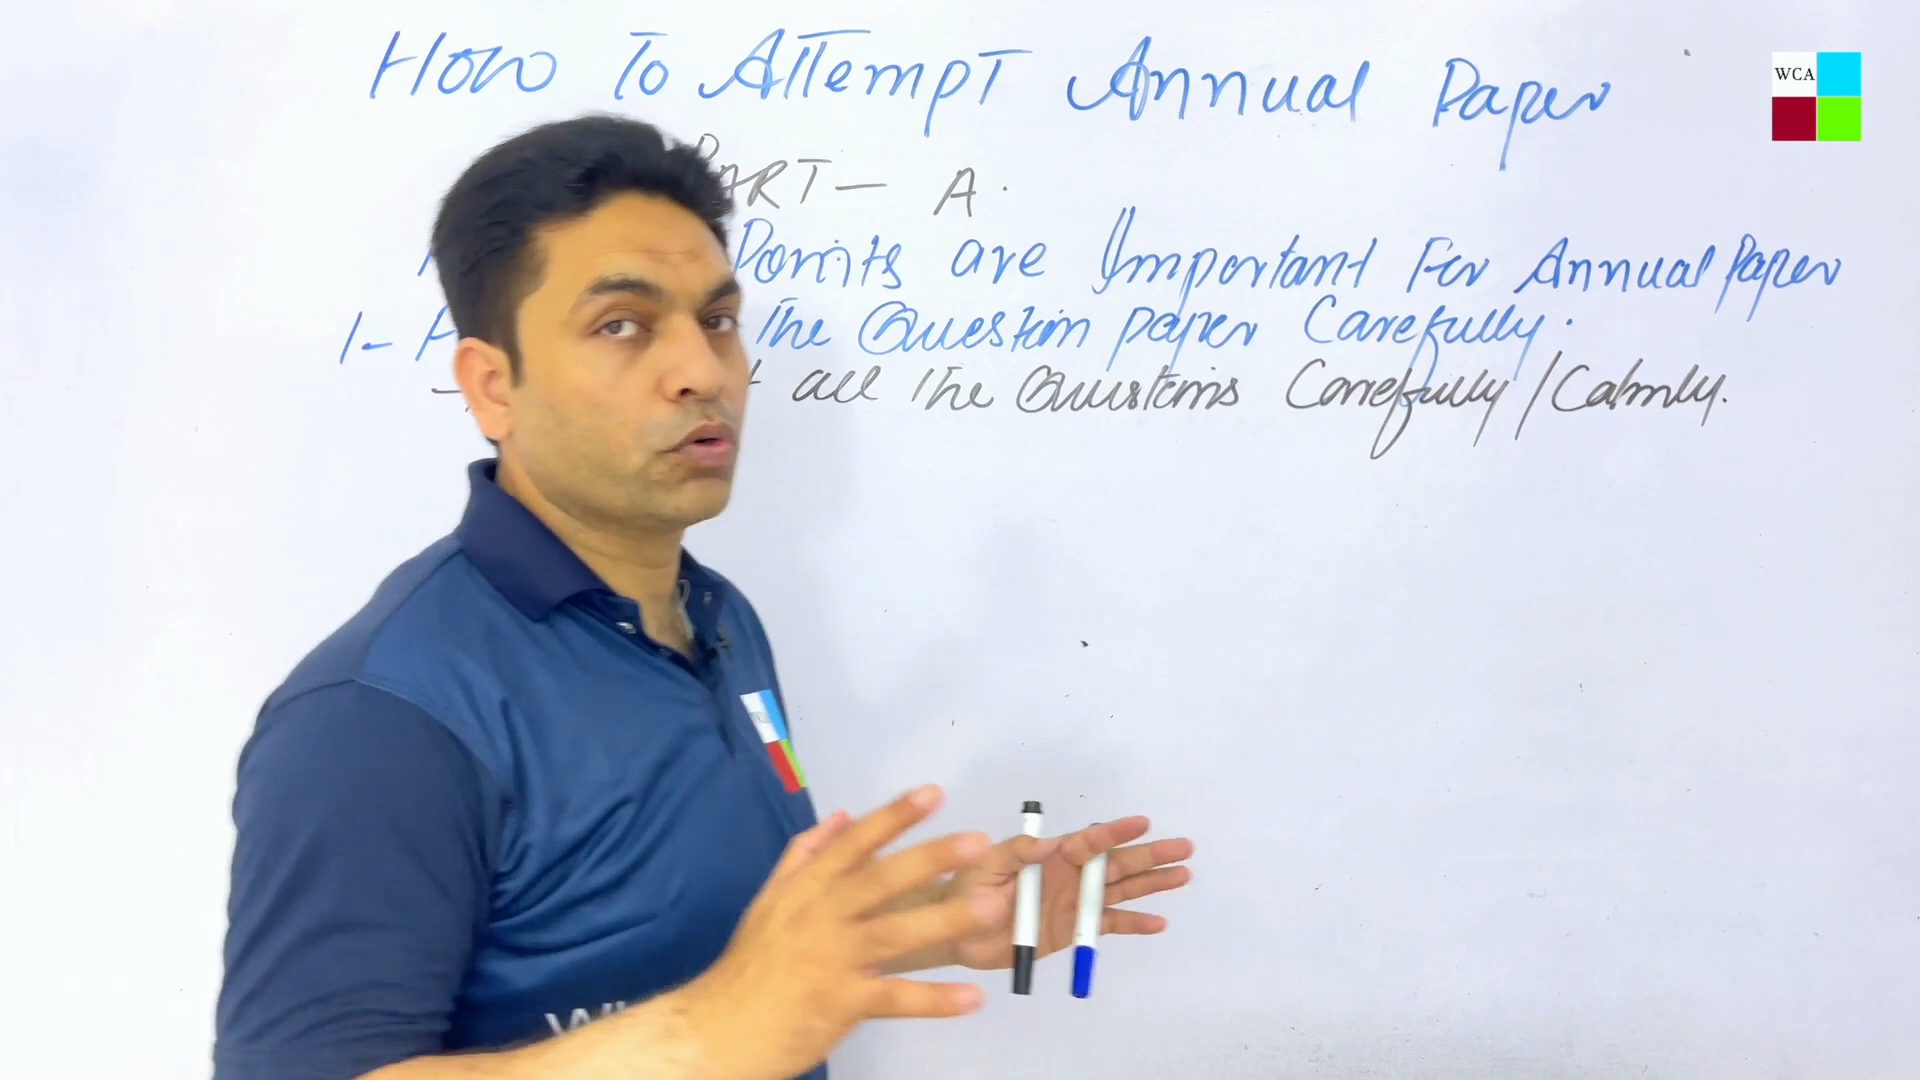 How To Attempt Annual Paper
WCA
PART — A.
Points are Important For Annual Paper
1- the Question paper Carefully.
all the Questions Carefully / Calmly.